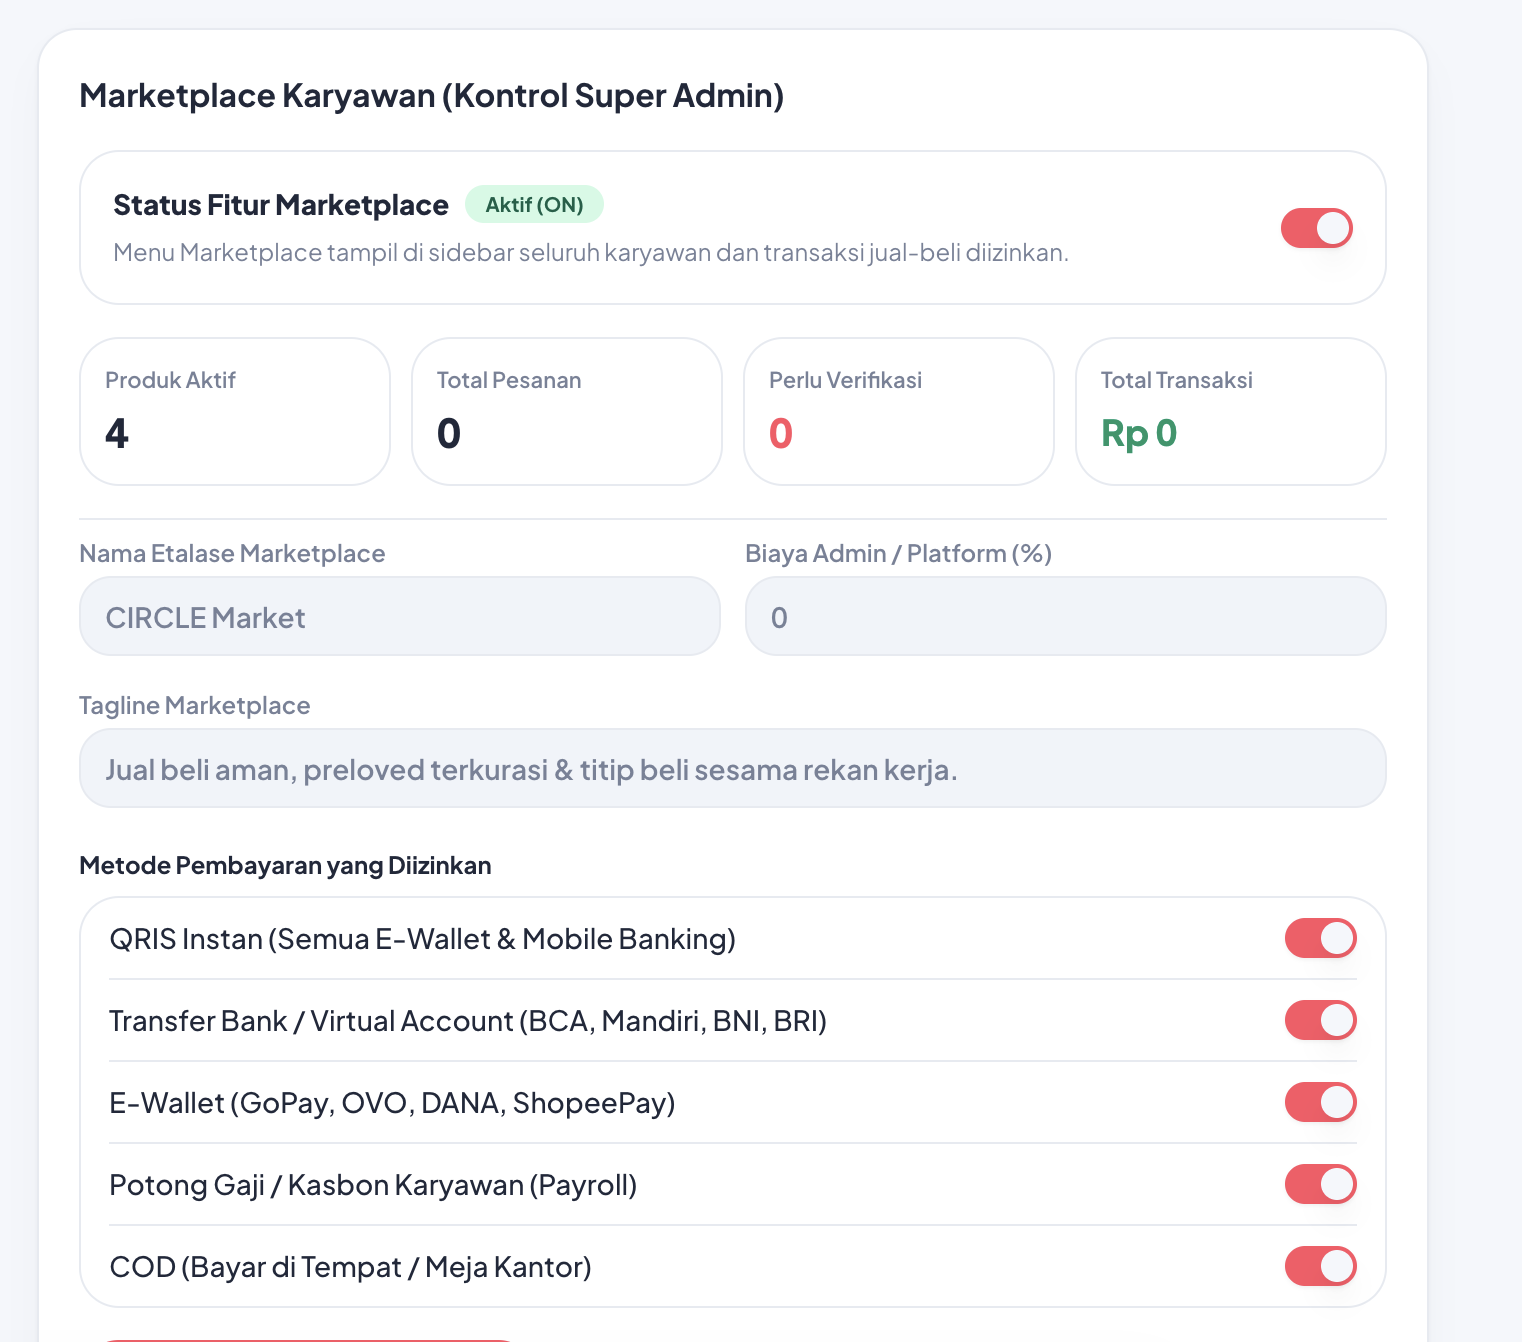 Marketplace Karyawan (Kontrol Super Admin)
Status Fitur Marketplace Aktif (ON)
Menu Marketplace tampil di sidebar seluruh karyawan dan transaksi jual-beli diizinkan.
Produk Aktif
4
Total Pesanan
0
Perlu Verifikasi
0
Total Transaksi
Rp 0
Nama Etalase Marketplace
CIRCLE Market
Biaya Admin / Platform (%)
0
Tagline Marketplace
Jual beli aman, preloved terkurasi & titip beli sesama rekan kerja.
Metode Pembayaran yang Diizinkan
QRIS Instan (Semua E-Wallet & Mobile Banking)
Transfer Bank / Virtual Account (BCA, Mandiri, BNI, BRI)
E-Wallet (GoPay, OVO, DANA, ShopeePay)
Potong Gaji / Kasbon Karyawan (Payroll)
COD (Bayar di Tempat / Meja Kantor)